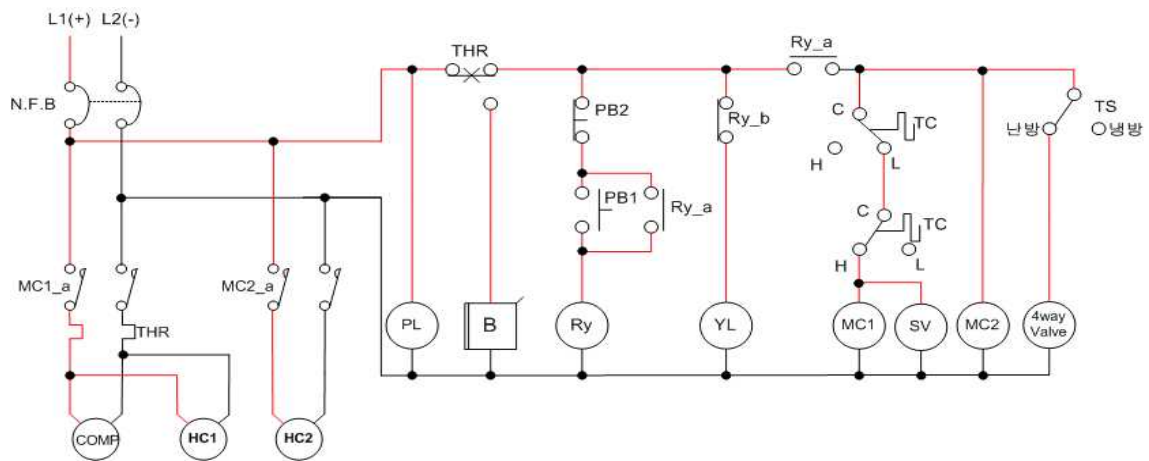 L1(+) L2(-)
N.F.B
THR
Ry_a
PB2
Ry_b
C
TC
H
L
TS
난방
냉방
PB1
Ry_a
C
TC
H
L
MC1_a
MC2_a
THR
PL
B
Ry
YL
MC1
SV
MC2
4way
Valve
COMP
HC1
HC2